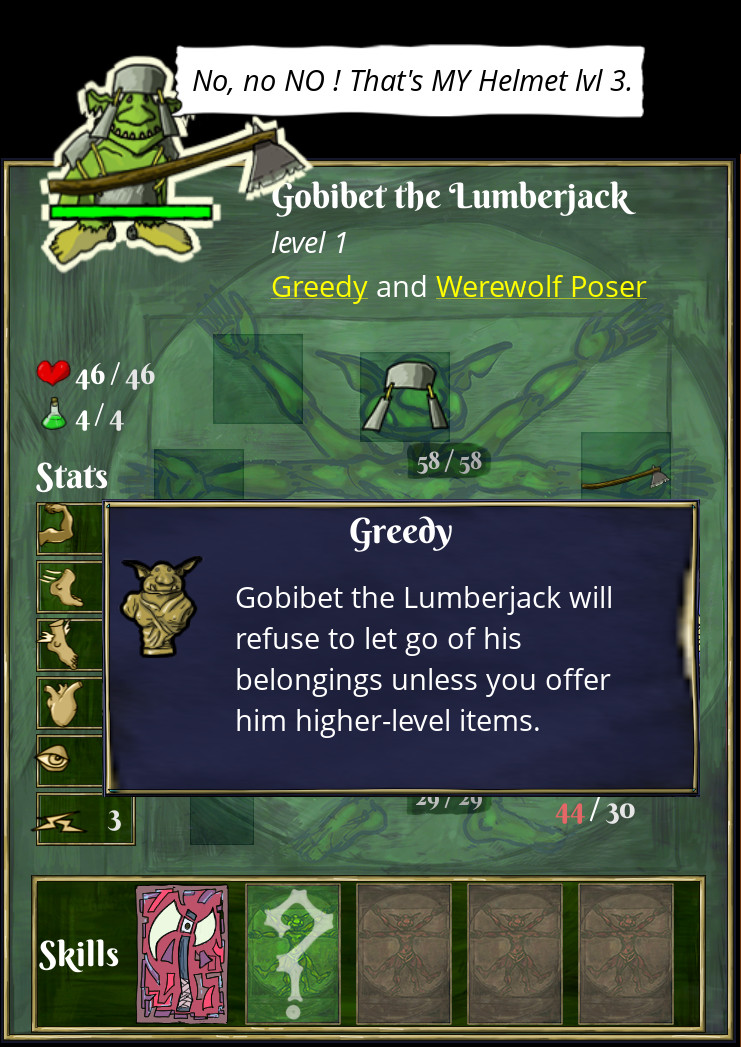 No, no NO ! That's MY Helmet lvl 3.
Gobibet the Lumberjack
level 1
Greedy and Werewolf Poser
46 / 46
4 / 4
58 / 58
Stats
Greedy
Gobibet the Lumberjack will
refuse to let go of his
belongings unless you offer
him higher-level items.
29 / 29
44 / 30
3
Skills
?